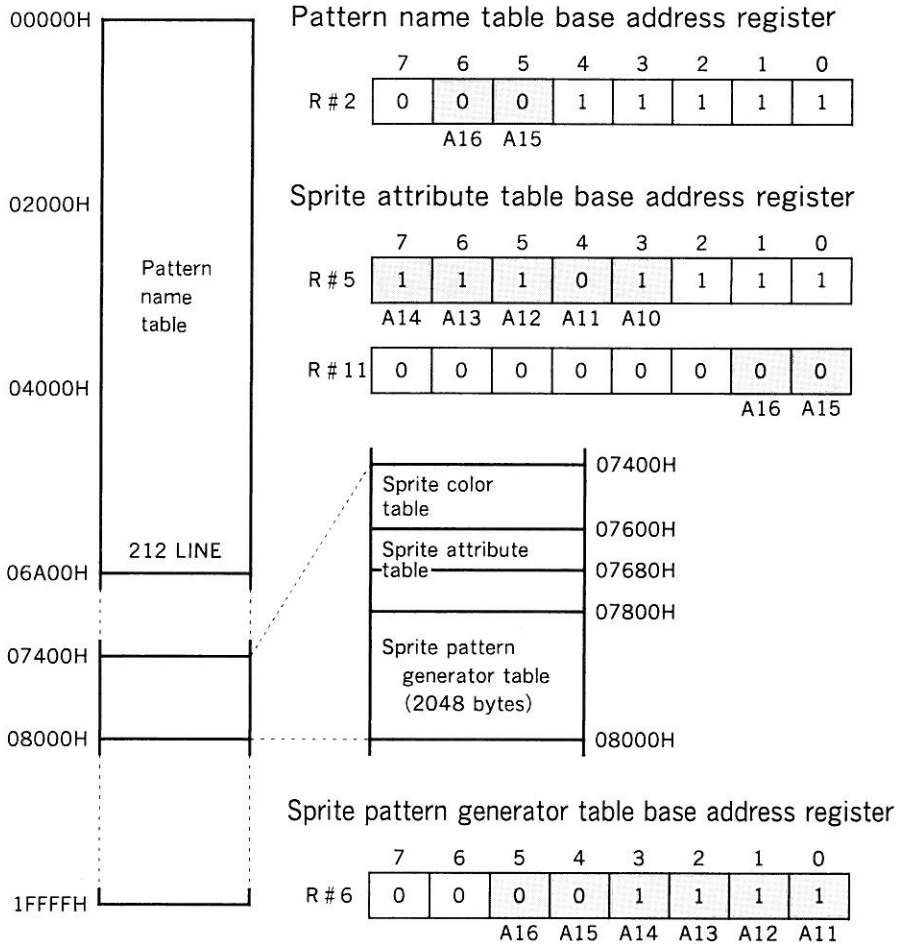 00000H
02000H
04000H
06A00H
07400H
08000H
1FFFFH
Pattern
name
table
212 LINE
Pattern name table base address register
7 6 5 4 3 2 1 0
R#2 0 0 0 1 1 1 1 1
A16 A15
Sprite attribute table base address register
7 6 5 4 3 2 1 0
R#5 1 1 1 0 1 1 1 1
A14 A13 A12 A11 A10
R#11 0 0 0 0 0 0 0 0
A16 A15
07400H
Sprite color
table
07600H
Sprite attribute
table
07680H
07800H
Sprite pattern
generator table
(2048 bytes)
08000H
Sprite pattern generator table base address register
7 6 5 4 3 2 1 0
R#6 0 0 0 0 1 1 1 1
A16 A15 A14 A13 A12 A11